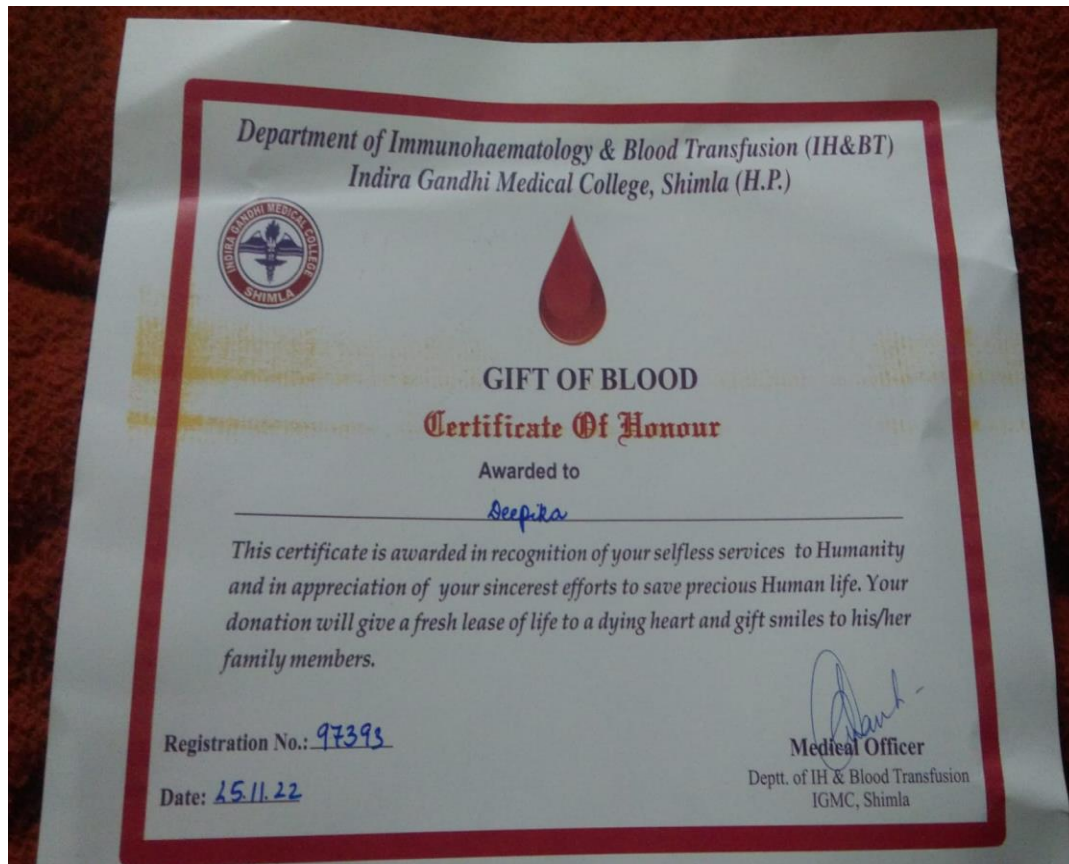 Department of Immunohaematology & Blood Transfusion (IH&BT)
Indira Gandhi Medical College, Shimla (H.P.)
INDIRA GANDHI MEDICAL COLLEGE
SHIMLA
GIFT OF BLOOD
Certificate Of Honour
Awarded to
Deepika
This certificate is awarded in recognition of your selfless services to Humanity
and in appreciation of your sincerest efforts to save precious Human life. Your
donation will give a fresh lease of life to a dying heart and gift smiles to his/her
family members.
Registration No.: 97393
Date: 25.11.22
Medical Officer
Deptt. of IH & Blood Transfusion
IGMC, Shimla